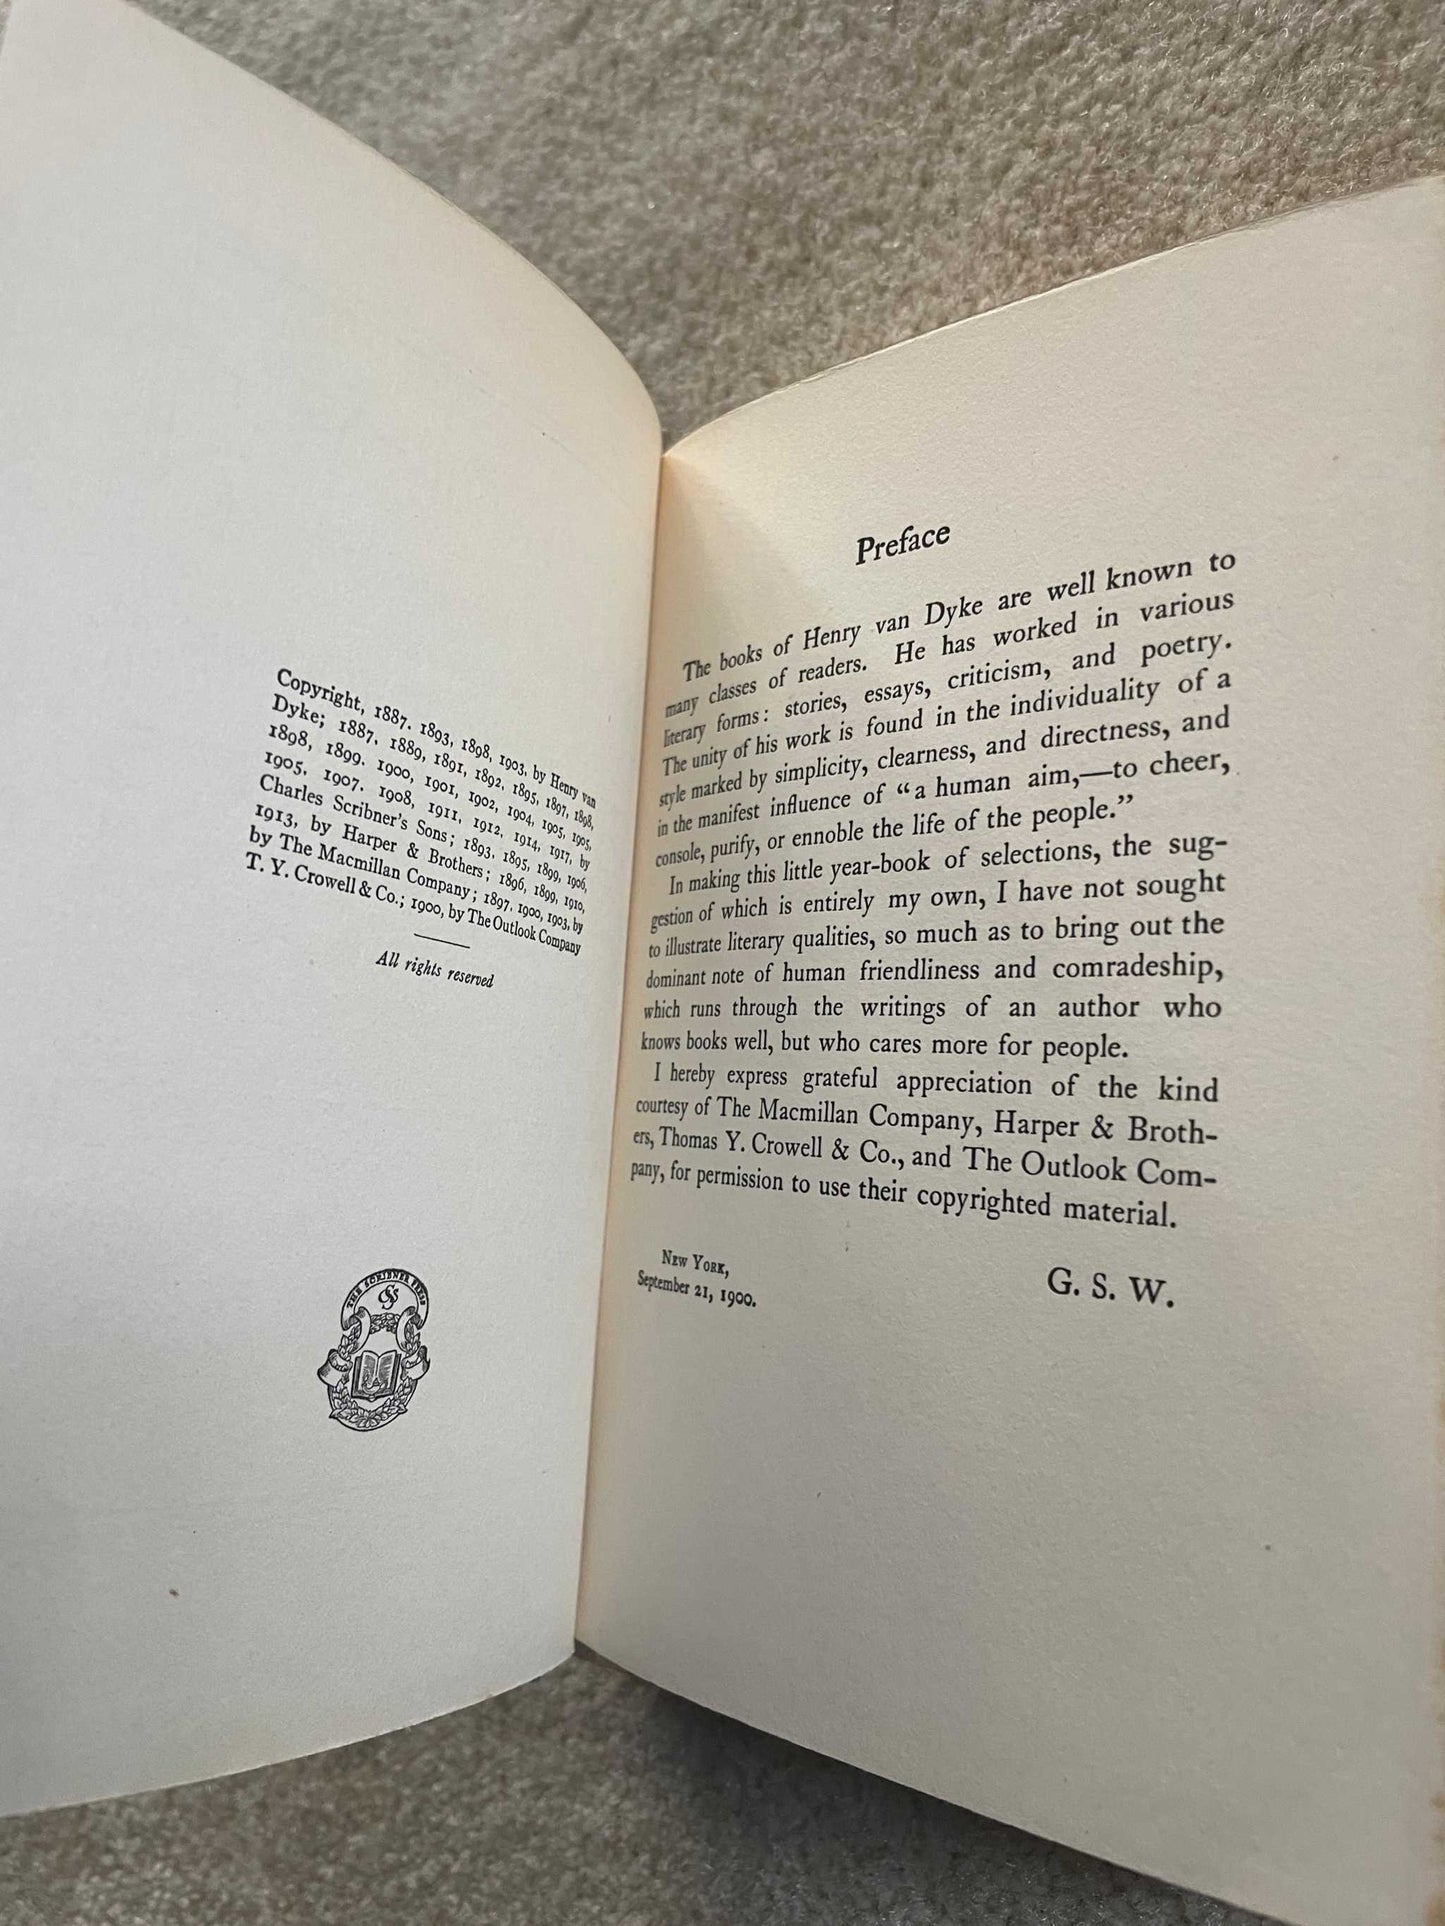 Copyright, 1887. 1893, 1898, 1903, by Henry van
Dyke; 1887, 1889, 1891, 1892, 1895, 1897, 1898,
1898, 1899. 1900, 1901, 1902, 1904, 1905, 1905,
1905. 1907. 1908, 1911, 1912, 1914, 1917, by
Charles Scribner's Sons; 1893, 1895, 1899, 1906,
1913, by Harper & Brothers; 1896, 1899, 1910,
by The Macmillan Company; 1897, 1900, 1903, by
T. Y. Crowell & Co.; 1900, by The Outlook Company
All rights reserved
THE SCRIBNER PRESS
Preface
The books of Henry van Dyke are well known to
many classes of readers. He has worked in various
literary forms: stories, essays, criticism, and poetry.
The unity of his work is found in the individuality of a
style marked by simplicity, clearness, and directness, and
in the manifest influence of “a human aim,—to cheer,
console, purify, or ennoble the life of the people.”
In making this little year-book of selections, the sug-
gestion of which is entirely my own, I have not sought
to illustrate literary qualities, so much as to bring out the
dominant note of human friendliness and comradeship,
which runs through the writings of an author who
knows books well, but who cares more for people.
I hereby express grateful appreciation of the kind
courtesy of The Macmillan Company, Harper & Broth-
ers, Thomas Y. Crowell & Co., and The Outlook Com-
pany, for permission to use their copyrighted material.
G. S. W.
New York,
September 21, 1900.